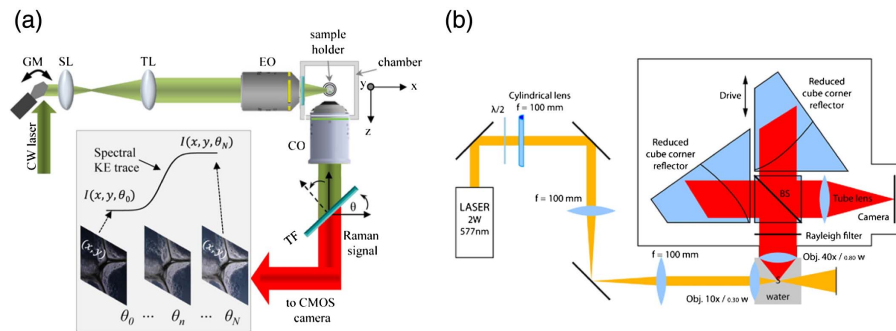 (a)
GM
SL
TL
EO
sample
holder
chamber
y
x
z
CW laser
CO
I(x, y, θN)
Spectral
KE trace
I(x, y, θ0)
(x, y)
(x, y)
θ0 ... θn ... θN
θ
TF
Raman
signal
to CMOS
camera
(b)
Cylindrical lens
f = 100 mm
λ/2
LASER
2W
577nm
f = 100 mm
f = 100 mm
Obj. 10x / 0.30 w
Drive
Reduced
cube corner
reflector
Reduced
cube corner
reflector
BS
Tube lens
Camera
Rayleigh filter
Obj. 40x / 0.80 w
S
water